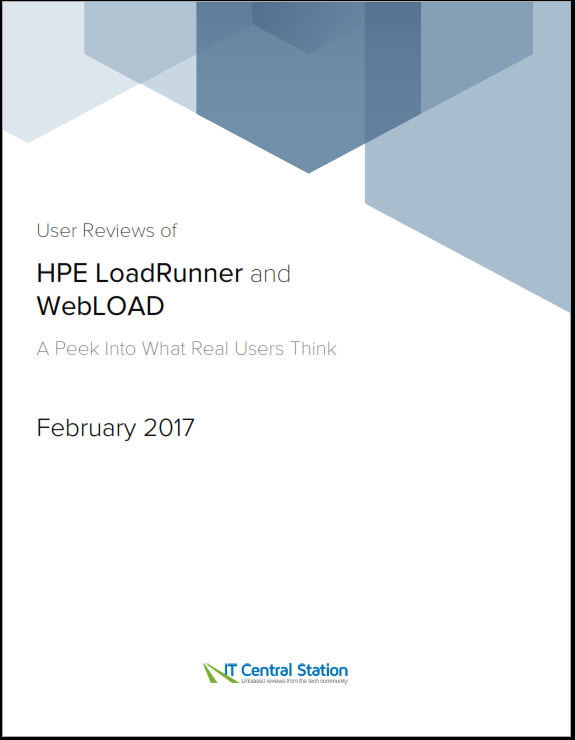 User Reviews of
HPE LoadRunner and
WebLOAD
A Peek Into What Real Users Think
February 2017
IT Central Station
Unbiased reviews from the tech community